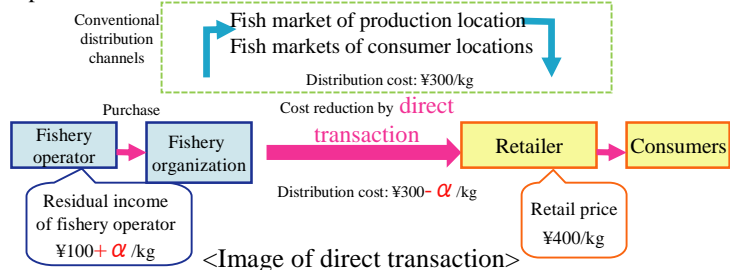 Conventional
distribution
channels
Fish market of production location
Fish markets of consumer locations
Distribution cost: ¥300/kg
Purchase
Cost reduction by direct
transaction
Fishery
operator
Fishery
organization
Retailer
Consumers
Distribution cost: ¥300- α /kg
Residual income
of fishery operator
¥100+ α /kg
Retail price
¥400/kg
<Image of direct transaction>